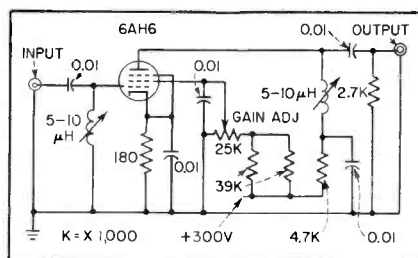 6AH6
0.01 OUTPUT
INPUT
0.01
0.01
5-10
µH
2.7K
5-10
µH
GAIN ADJ
180
0.01
25K
39K
K = X 1,000
+300V
4.7K
0.01